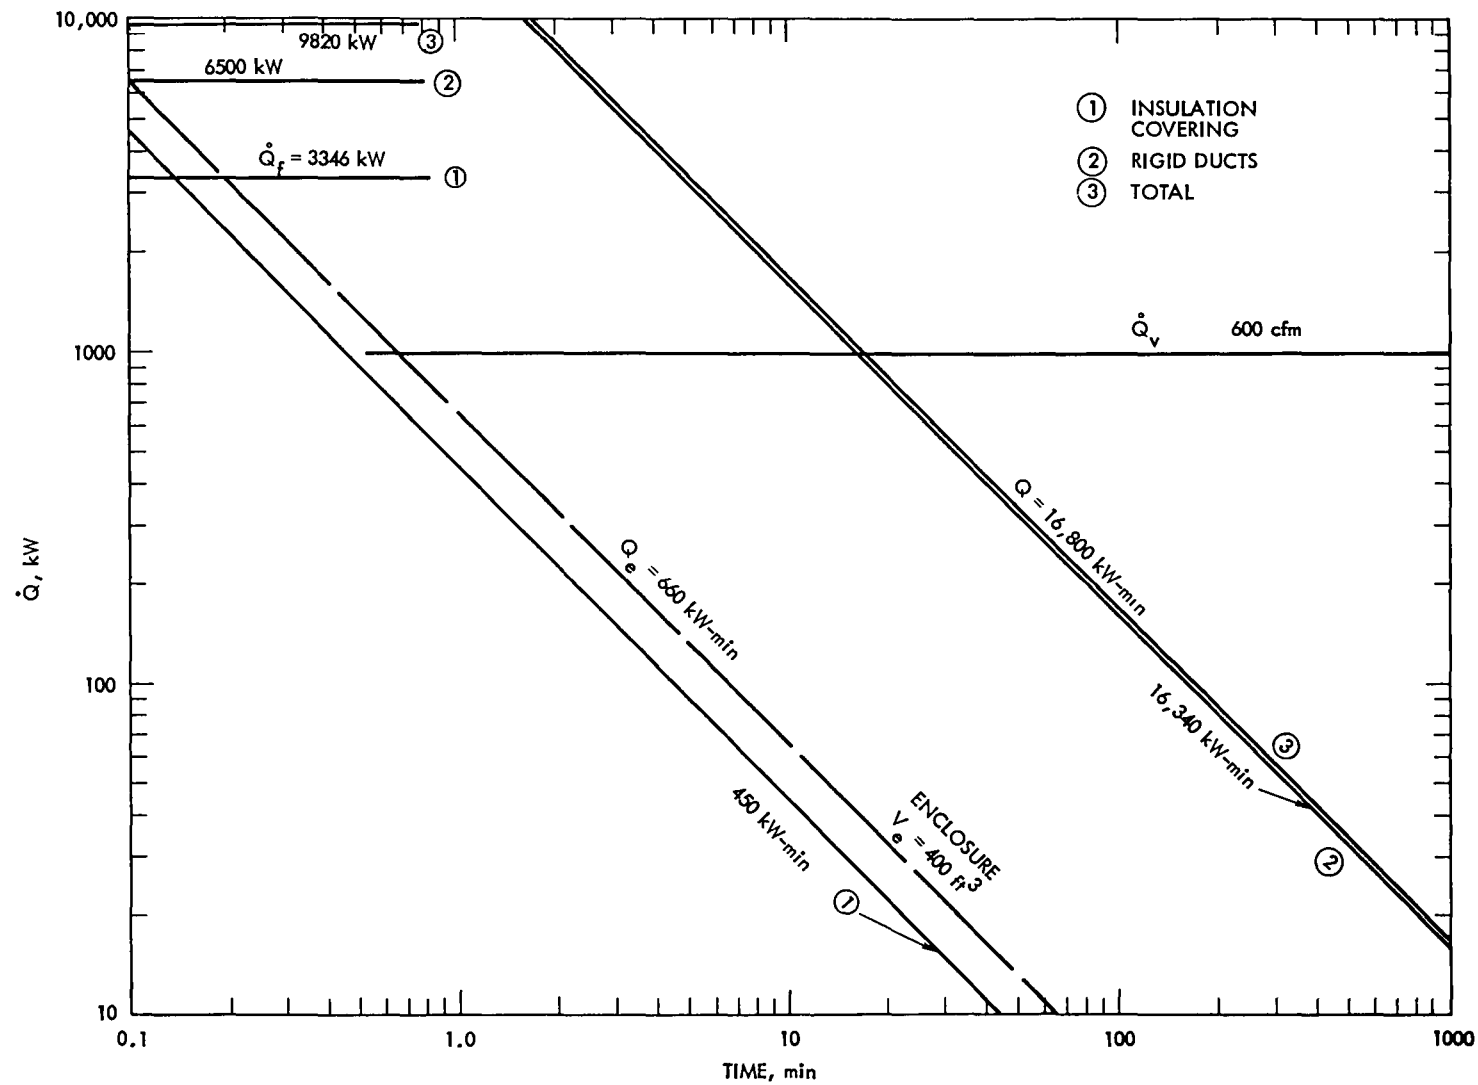 10,000
9820 kW ③
6500 kW ②
Q̇f = 3346 kW ①
① INSULATION
COVERING
② RIGID DUCTS
③ TOTAL
1000
Q̇v 600 cfm
Q̇, kW
Qe = 660 kW-min
Q = 16,800 kW-min
100
16,340 kW-min
③
②
450 kW-min
①
ENCLOSURE
Ve = 400 ft3
10
0.1 1.0 10 100 1000
TIME, min